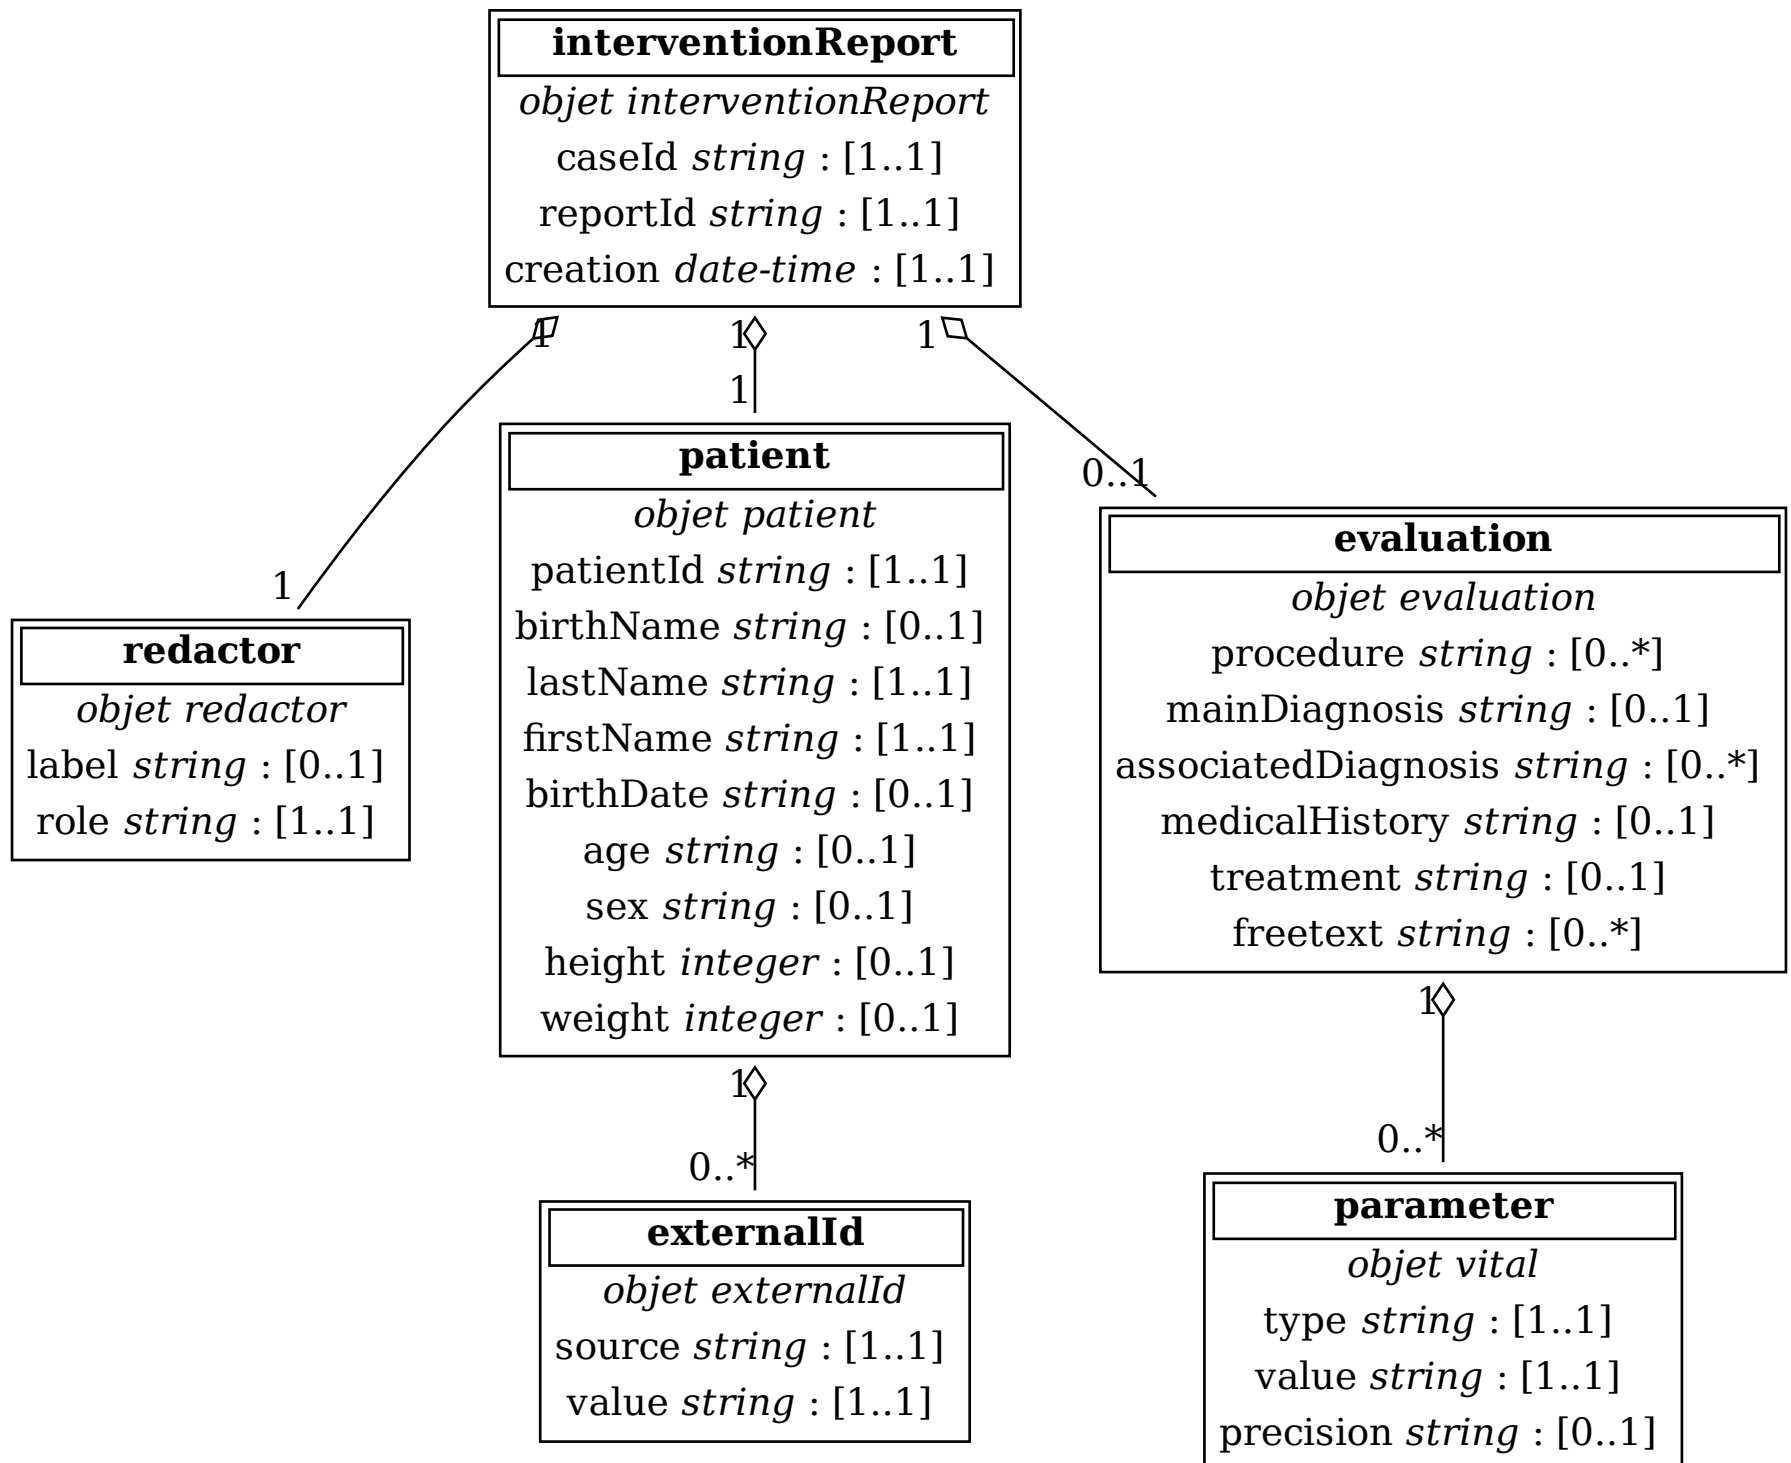 interventionReport
objet interventionReport
caseId string : [1..1]
reportId string : [1..1]
creation date-time : [1..1]
1
1
1
1
1
0..1
patient
objet patient
patientId string : [1..1]
birthName string : [0..1]
lastName string : [1..1]
firstName string : [1..1]
birthDate string : [0..1]
age string : [0..1]
sex string : [0..1]
height integer : [0..1]
weight integer : [0..1]
redactor
objet redactor
label string : [0..1]
role string : [1..1]
evaluation
objet evaluation
procedure string : [0..*]
mainDiagnosis string : [0..1]
associatedDiagnosis string : [0..*]
medicalHistory string : [0..1]
treatment string : [0..1]
freetext string : [0..*]
1
0..*
1
0..*
externalId
objet externalId
source string : [1..1]
value string : [1..1]
parameter
objet vital
type string : [1..1]
value string : [1..1]
precision string : [0..1]